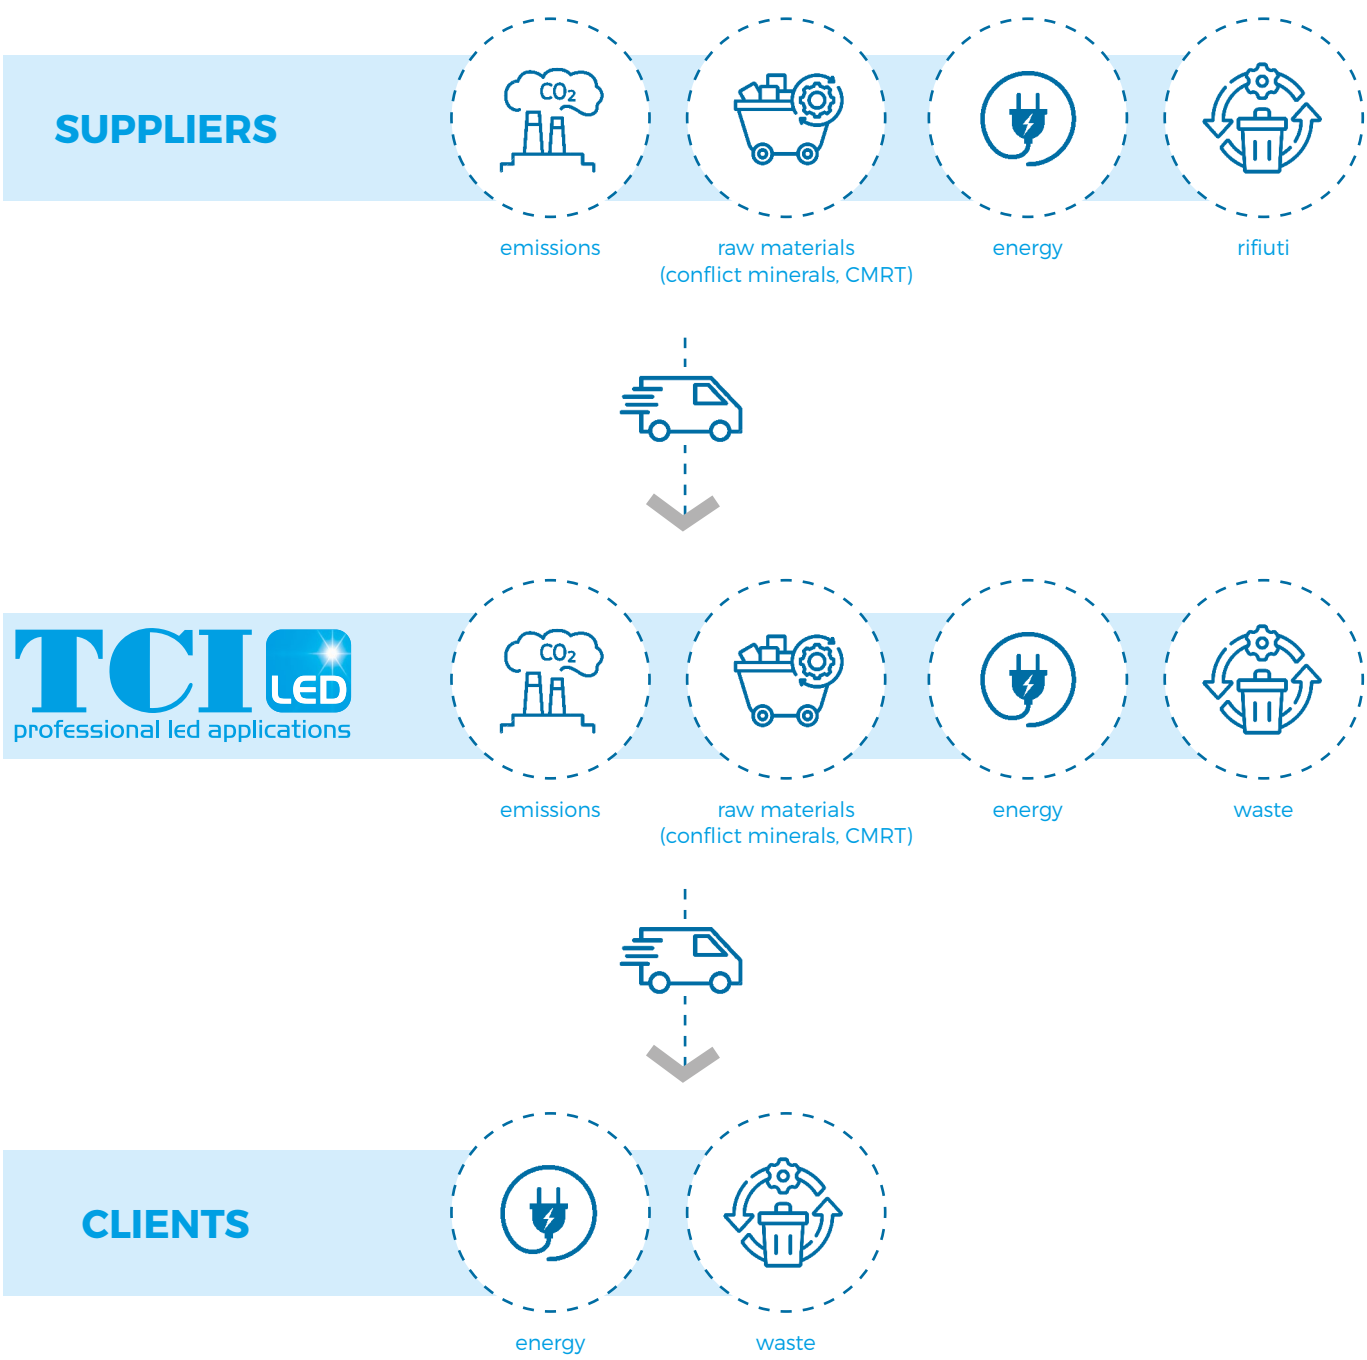 SUPPLIERS
CO₂
emissions
raw materials
(conflict minerals, CMRT)
energy
rifiuti
TCI LED
professional led applications
CO₂
emissions
raw materials
(conflict minerals, CMRT)
energy
waste
CLIENTS
energy
waste